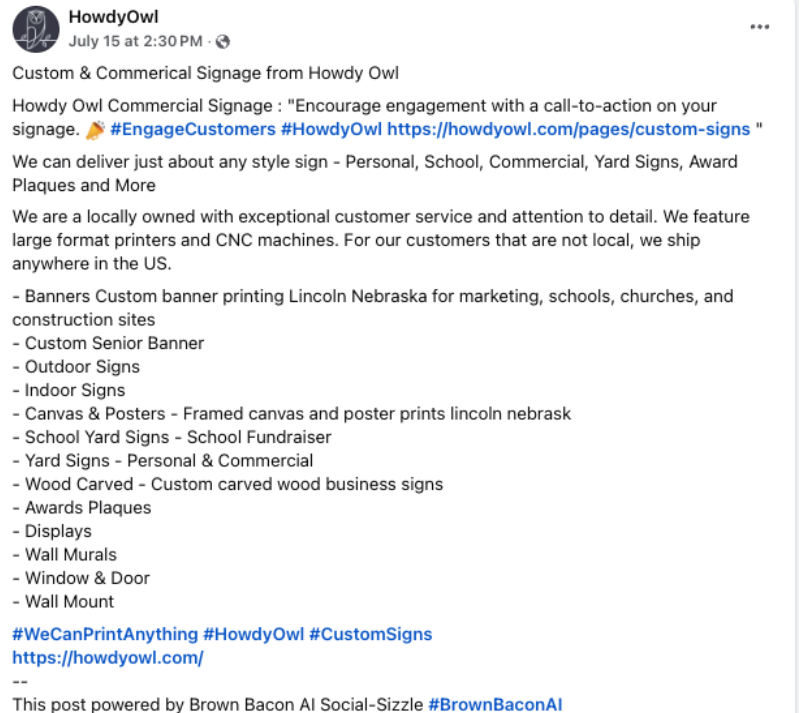 HowdyOwl
July 15 at 2:30 PM ·
Custom & Commerical Signage from Howdy Owl
Howdy Owl Commercial Signage : "Encourage engagement with a call-to-action on your
signage. 🎉 #EngageCustomers #HowdyOwl https://howdyowl.com/pages/custom-signs "
We can deliver just about any style sign - Personal, School, Commercial, Yard Signs, Award
Plaques and More
We are a locally owned with exceptional customer service and attention to detail. We feature
large format printers and CNC machines. For our customers that are not local, we ship
anywhere in the US.
- Banners Custom banner printing Lincoln Nebraska for marketing, schools, churches, and
construction sites
- Custom Senior Banner
- Outdoor Signs
- Indoor Signs
- Canvas & Posters - Framed canvas and poster prints lincoln nebrask
- School Yard Signs - School Fundraiser
- Yard Signs - Personal & Commercial
- Wood Carved - Custom carved wood business signs
- Awards Plaques
- Displays
- Wall Murals
- Window & Door
- Wall Mount
#WeCanPrintAnything #HowdyOwl #CustomSigns
https://howdyowl.com/
--
This post powered by Brown Bacon AI Social-Sizzle #BrownBaconAI